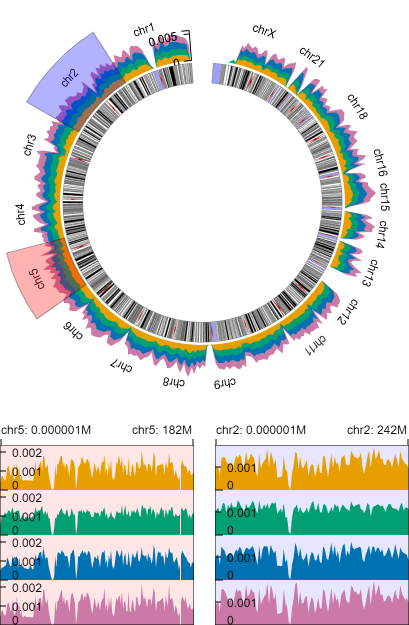 chr1
0.005
0
chrX
chr21
chr18
chr16
chr15
chr14
chr13
chr12
chr11
chr9
chr8
chr7
chr6
chr5
chr4
chr3
chr2
chr5: 0.000001M chr5: 182M
0.002
0.001
0
0.002
0.001
0
0.002
0.001
0
0.002
0.001
0
chr2: 0.000001M chr2: 242M
0.001
0
0.001
0
0.001
0
0.001
0